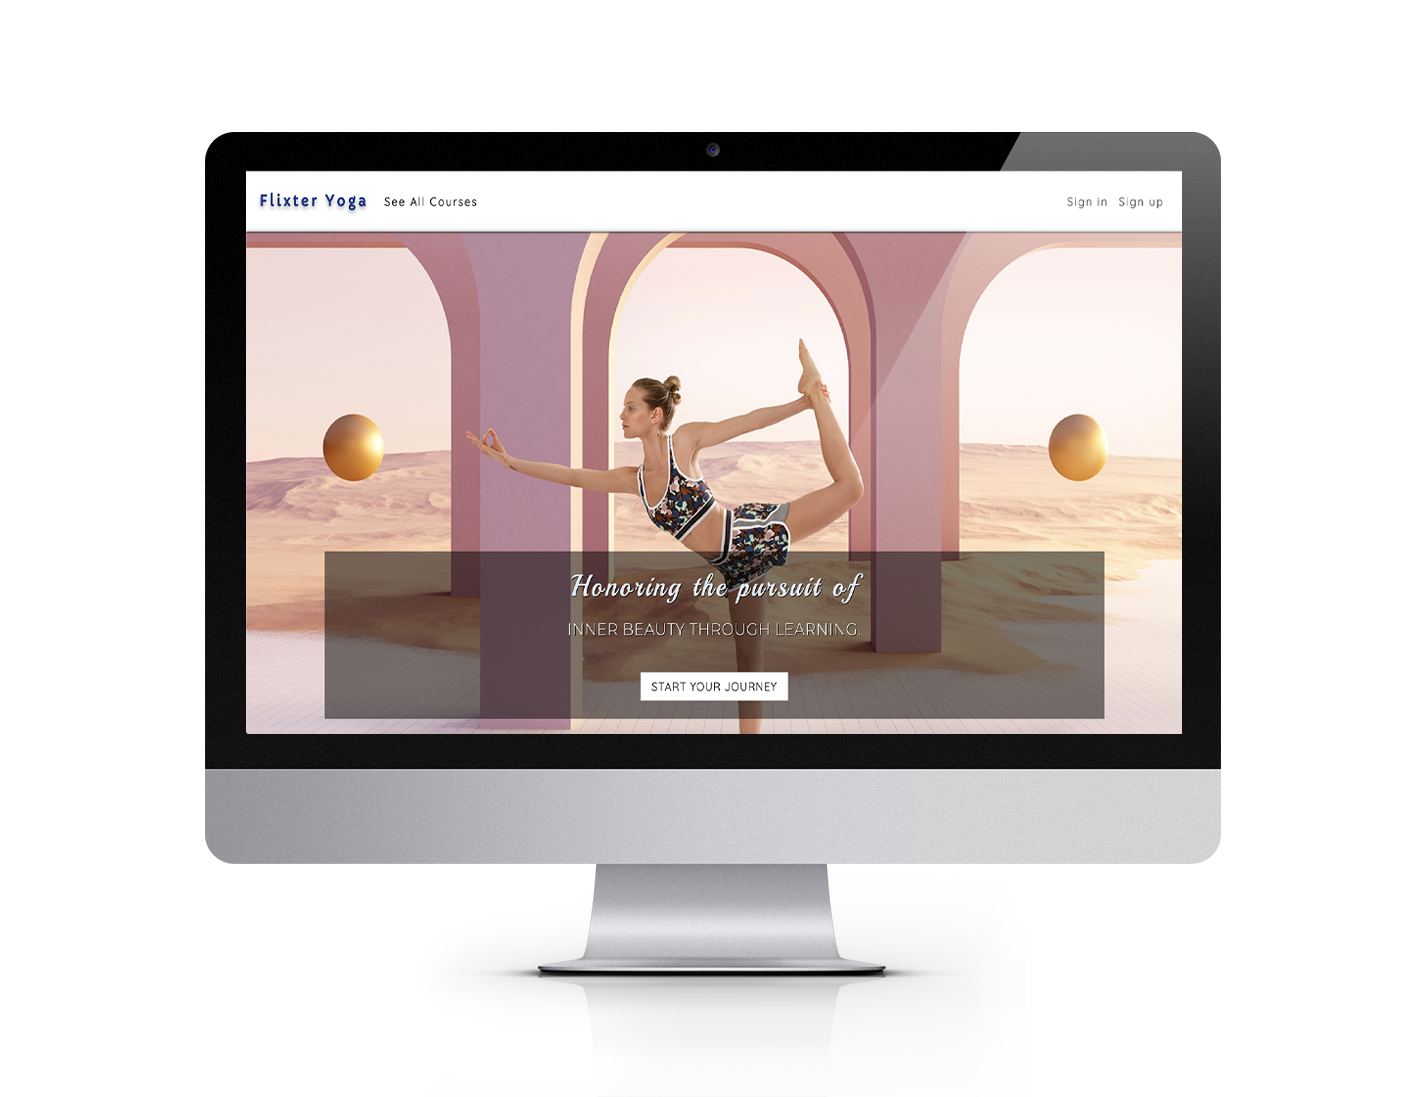 Flixter Yoga See All Courses Sign in Sign up
Honoring the pursuit of
INNER BEAUTY THROUGH LEARNING.
START YOUR JOURNEY